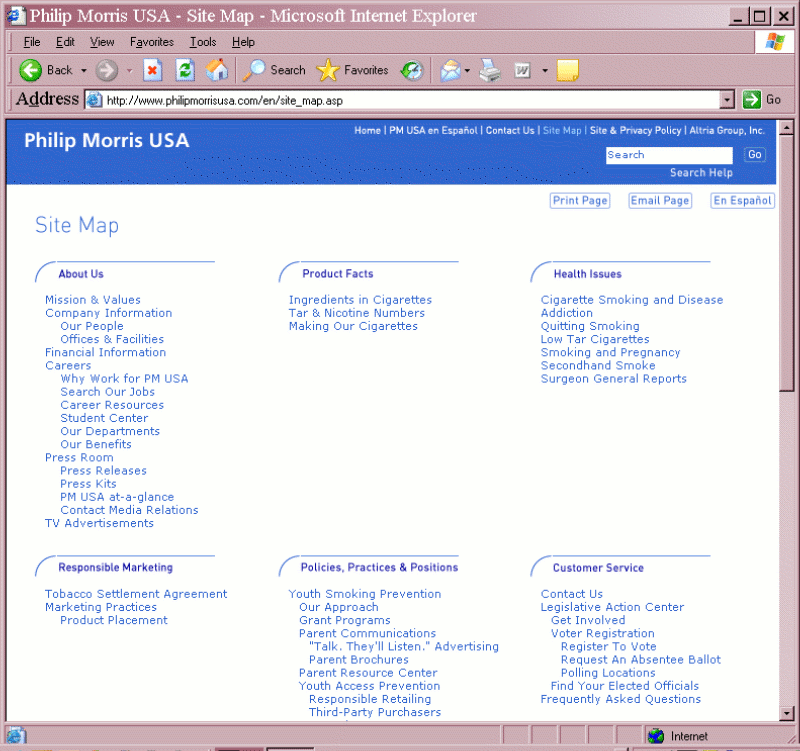 Philip Morris USA - Site Map - Microsoft Internet Explorer
File Edit View Favorites Tools Help
Back Search Favorites
Address http://www.philipmorrisusa.com/en/site_map.asp Go
Philip Morris USA
Home | PM USA en Español | Contact Us | Site Map | Site & Privacy Policy | Altria Group, Inc.
Search Go
Search Help
Print Page Email Page En Español
Site Map
About Us
Mission & Values
Company Information
Our People
Offices & Facilities
Financial Information
Careers
Why Work for PM USA
Search Our Jobs
Career Resources
Student Center
Our Departments
Our Benefits
Press Room
Press Releases
Press Kits
PM USA at-a-glance
Contact Media Relations
TV Advertisements
Product Facts
Ingredients in Cigarettes
Tar & Nicotine Numbers
Making Our Cigarettes
Health Issues
Cigarette Smoking and Disease
Addiction
Quitting Smoking
Low Tar Cigarettes
Smoking and Pregnancy
Secondhand Smoke
Surgeon General Reports
Responsible Marketing
Tobacco Settlement Agreement
Marketing Practices
Product Placement
Policies, Practices & Positions
Youth Smoking Prevention
Our Approach
Grant Programs
Parent Communications
"Talk. They'll Listen." Advertising
Parent Brochures
Parent Resource Center
Youth Access Prevention
Responsible Retailing
Third-Party Purchasers
Customer Service
Contact Us
Legislative Action Center
Get Involved
Voter Registration
Register To Vote
Request An Absentee Ballot
Polling Locations
Find Your Elected Officials
Frequently Asked Questions
Internet